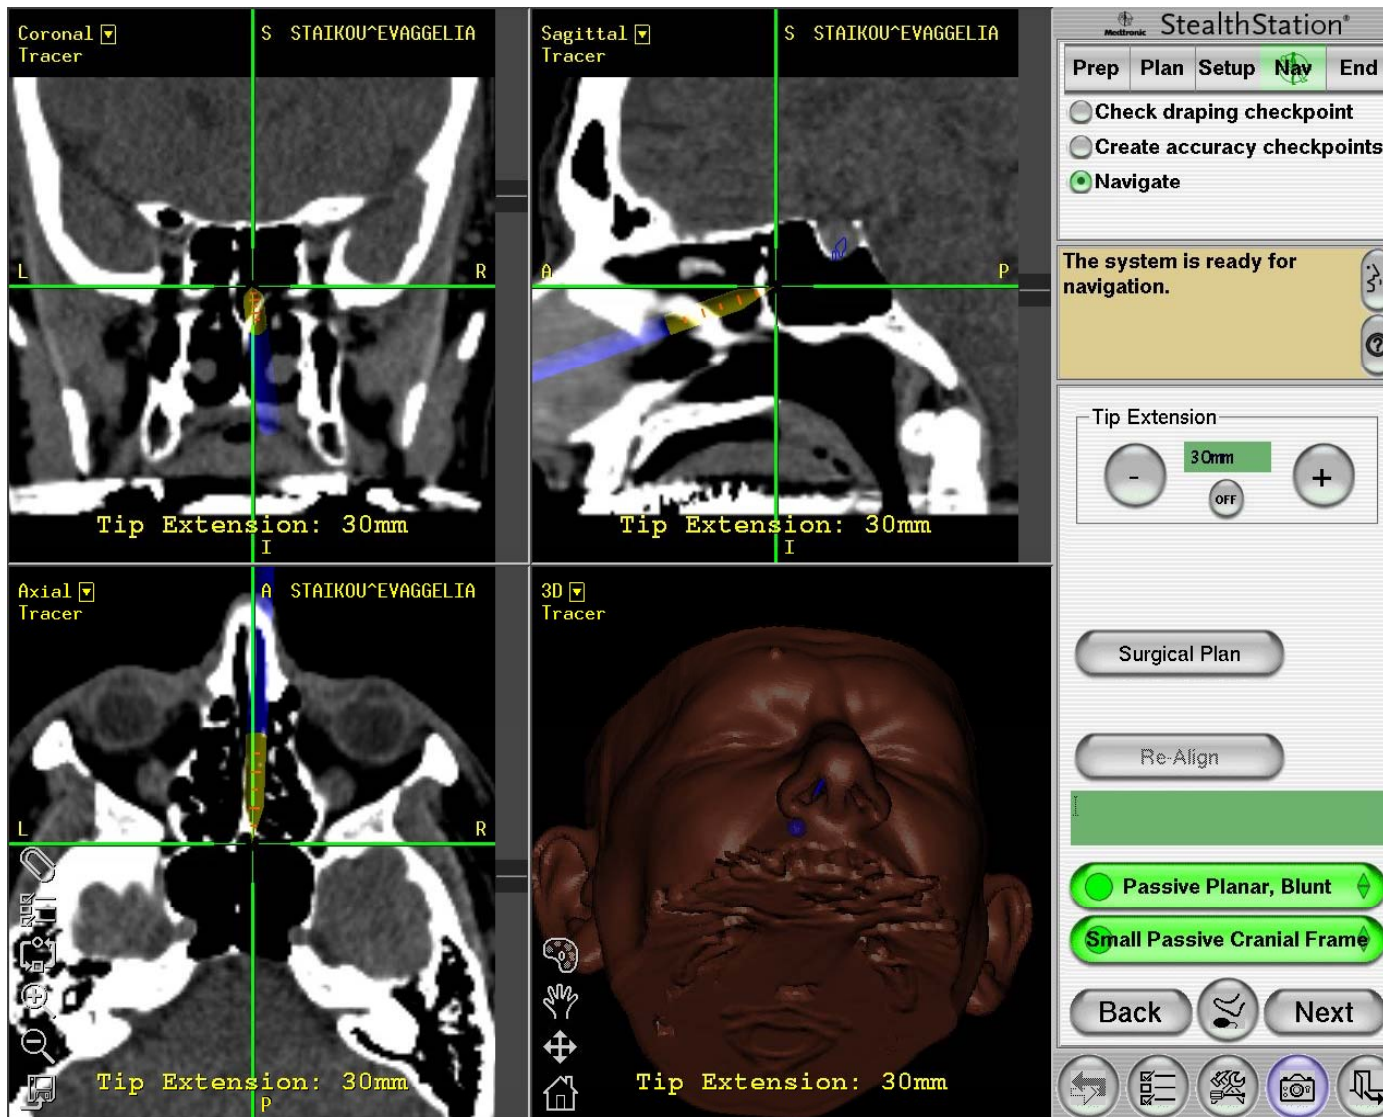 Coronal
Tracer
S STAIKOU^EVAGGELIA
L
R
Tip Extension: 30mm
I
Sagittal
Tracer
S STAIKOU^EVAGGELIA
A
P
Tip Extension: 30mm
I
Axial
Tracer
A STAIKOU^EVAGGELIA
L
R
Tip Extension: 30mm
P
3D
Tracer
Tip Extension: 30mm
Medtronic StealthStation®
Prep Plan Setup Nav End
Check draping checkpoint
Create accuracy checkpoints
Navigate
The system is ready for
navigation.
?
Tip Extension
- 30mm +
OFF
Surgical Plan
Re-Align
Passive Planar, Blunt
Small Passive Cranial Frame
Back Next